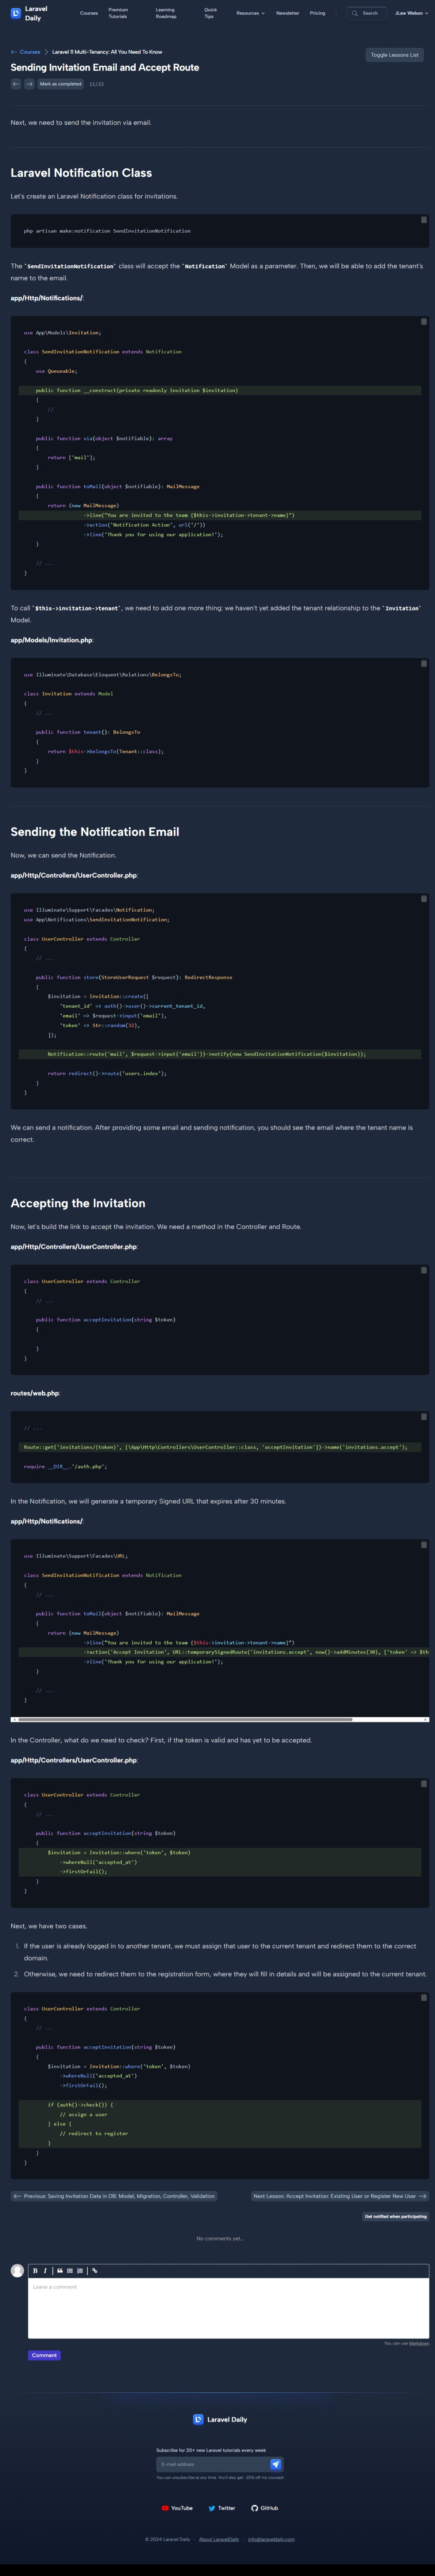 Laravel
Daily
Courses
Premium
Tutorials
Learning
Roadmap
Quick
Tips
Resources
Newsletter
Pricing
Search
JLaw Watson
Courses
Laravel 11 Multi-Tenancy: All You Need To Know
Toggle Lessons List
Sending Invitation Email and Accept Route
Mark as completed
11/22
Next, we need to send the invitation via email.
Laravel Notification Class
Let's create an Laravel Notification class for invitations.
php artisan make:notification SendInvitationNotification
The `SendInvitationNotification` class will accept the `Notification` Model as a parameter. Then, we will be able to add the tenant's
name to the email.
app/Http/Notifications/:
use App\Models\Invitation;
class SendInvitationNotification extends Notification
{
use Queueable;
public function __construct(private readonly Invitation $invitation)
{
//
}
public function via(object $notifiable): array
{
return ['mail'];
}
public function toMail(object $notifiable): MailMessage
{
return (new MailMessage)
->line("You are invited to the team {$this->invitation->tenant->name}")
->action('Notification Action', url('/'))
->line('Thank you for using our application!');
}
// ...
}
To call `$this->invitation->tenant`, we need to add one more thing: we haven't yet added the tenant relationship to the `Invitation`
Model.
app/Models/Invitation.php:
use Illuminate\Database\Eloquent\Relations\BelongsTo;
class Invitation extends Model
{
// ...
public function tenant(): BelongsTo
{
return $this->belongsTo(Tenant::class);
}
}
Sending the Notification Email
Now, we can send the Notification.
app/Http/Controllers/UserController.php:
use Illuminate\Support\Facades\Notification;
use App\Notifications\SendInvitationNotification;
class UserController extends Controller
{
// ...
public function store(StoreUserRequest $request): RedirectResponse
{
$invitation = Invitation::create([
'tenant_id' => auth()->user()->current_tenant_id,
'email' => $request->input('email'),
'token' => Str::random(32),
]);
Notification::route('mail', $request->input('email'))->notify(new SendInvitationNotification($invitation));
return redirect()->route('users.index');
}
}
We can send a notification. After providing some email and sending notification, you should see the email where the tenant name is
correct.
Accepting the Invitation
Now, let's build the link to accept the invitation. We need a method in the Controller and Route.
app/Http/Controllers/UserController.php:
class UserController extends Controller
{
// ...
public function acceptInvitation(string $token)
{
}
}
routes/web.php:
// ...
Route::get('invitations/{token}', [\App\Http\Controllers\UserController::class, 'acceptInvitation'])->name('invitations.accept');
require __DIR__.'/auth.php';
In the Notification, we will generate a temporary Signed URL that expires after 30 minutes.
app/Http/Notifications/:
use Illuminate\Support\Facades\URL;
class SendInvitationNotification extends Notification
{
// ...
public function toMail(object $notifiable): MailMessage
{
return (new MailMessage)
->line("You are invited to the team {$this->invitation->tenant->name}")
->action('Accept Invitation', URL::temporarySignedRoute('invitations.accept', now()->addMinutes(30), ['token' => $th
->line('Thank you for using our application!');
}
// ...
}
In the Controller, what do we need to check? First, if the token is valid and has yet to be accepted.
app/Http/Controllers/UserController.php:
class UserController extends Controller
{
// ...
public function acceptInvitation(string $token)
{
$invitation = Invitation::where('token', $token)
->whereNull('accepted_at')
->firstOrFail();
}
}
Next, we have two cases.
1. If the user is already logged in to another tenant, we must assign that user to the current tenant and redirect them to the correct
domain.
2. Otherwise, we need to redirect them to the registration form, where they will fill in details and will be assigned to the current tenant.
class UserController extends Controller
{
// ...
public function acceptInvitation(string $token)
{
$invitation = Invitation::where('token', $token)
->whereNull('accepted_at')
->firstOrFail();
if (auth()->check()) {
// assign a user
} else {
// redirect to register
}
}
}
Previous: Saving Invitation Data in DB: Model, Migration, Controller, Validation
Next Lesson: Accept Invitation: Existing User or Register New User
Get notified when participating
No comments yet…
B I
Leave a comment
You can use Markdown
Comment
Laravel Daily
Subscribe for 20+ new Laravel tutorials every week
E-mail address
You can unsubscribe at any time. You'll also get -20% off my courses!
YouTube
Twitter
GitHub
© 2024 Laravel Daily · About LaravelDaily · info@laraveldaily.com